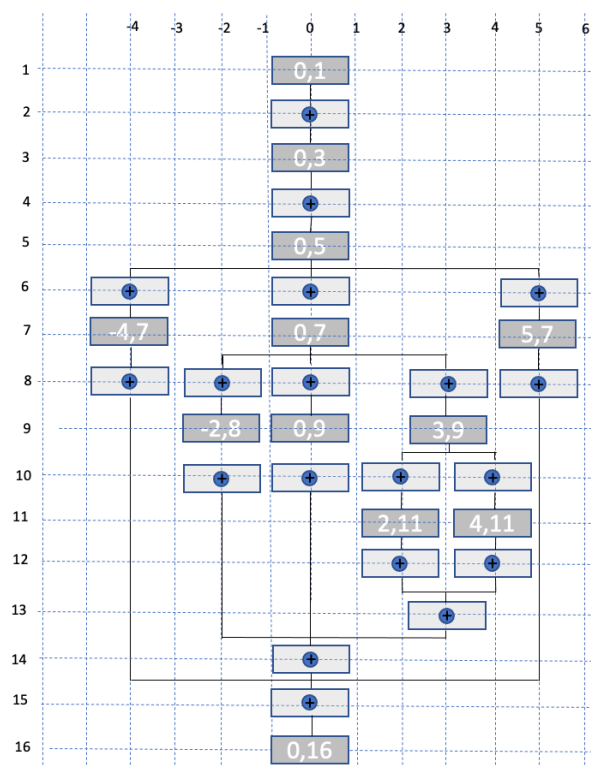 -4 -3 -2 -1 0 1 2 3 4 5 6
1 0,1
2 +
3 0,3
4 +
5 0,5
6 + + +
7 -4,7 0,7 5,7
8 + + + + +
9 -2,8 0,9 3,9
10 + + + +
11 2,11 4,11
12 + +
13 +
14 +
15 +
16 0,16